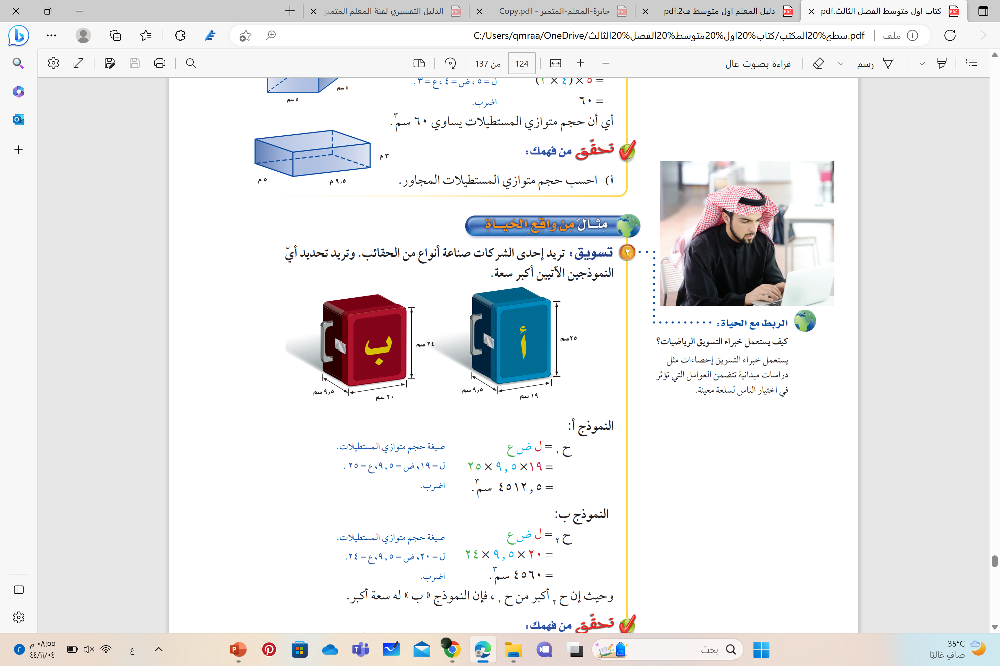 كتاب اول متوسط الفصل الثالث.pdf
دليل المعلم اول متوسط ف2.pdf
جائزة-المعلم-المتميز - Copy.pdf
الدليل التفسيري لفئة المعلم المتميز
ملف
C:/Users/qmraa/OneDrive/سطح%20المكتب/كتاب%20اول%20متوسط%20الفصل%20الثالث.pdf
رسم
قراءة بصوت عالٍ
124
من 137
= ٥ × (٤ × ٣)
ل = ٥ ، ض = ٤ ، ع = ٣ .
٤ سم
٥ سم
= ٦٠
اضرب.
أي أن حجم متوازي المستطيلات يساوي ٦٠ سم٣.
تحقّق من فهمك:
أ) احسب حجم متوازي المستطيلات المجاور.
٣ م
٥ م
٩,٥ م
مِثـالٌ مِن واقِعِ الحَيـاةِ
٢ تسويق: تريد إحدى الشركات صناعة أنواع من الحقائب. وتريد تحديد أيّ
النموذجين الآتيين أكبر سعة.
أ
٢٥سم
١٩ سم
٩,٥ سم
ب
٢٤ سم
٢٠ سم
٩,٥ سم
الربط مع الحياة:
كيف يستعمل خبراء التسويق الرياضيات؟
يستعمل خبراء التسويق إحصاءات مثل
دراسات ميدانية تتضمن العوامل التي تؤثر
في اختيار الناس لسلعة معينة.
النموذج أ:
ح١ = ل ض ع
صيغة حجم متوازي المستطيلات.
= ١٩ × ٩,٥ × ٢٥
ل = ١٩، ض = ٩,٥، ع = ٢٥ .
= ٤٥١٢,٥ سم٣.
اضرب.
النموذج ب:
ح٢ = ل ض ع
صيغة حجم متوازي المستطيلات.
= ٢٠ × ٩,٥ × ٢٤
ل = ٢٠، ض = ٩,٥، ع = ٢٤.
= ٤٥٦٠ سم٣.
اضرب.
وحيث إن ح٢ أكبر من ح١ ، فإن النموذج « ب » له سعة أكبر.
تحقّق من فهمك:
35°C
صافٍ غالبًا
بحث
ع
٠٨:٥٥ م
٤٤/١١/٠٤
٣